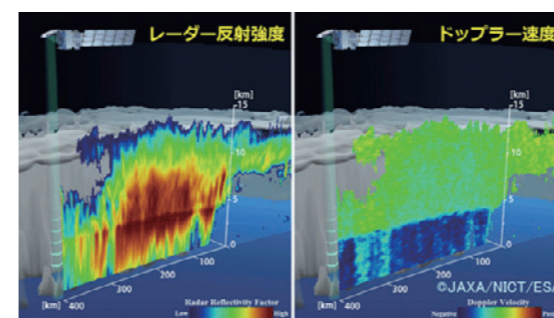 レーダー反射強度
[km]
15
10
5
0
100
200
300
400
[km]
Radar Reflectivity Factor
Low
High
ドップラー速度
[km]
15
10
5
0
100
200
300
400
[km]
©JAXA/NICT/ESA
Doppler Velocity
Negative